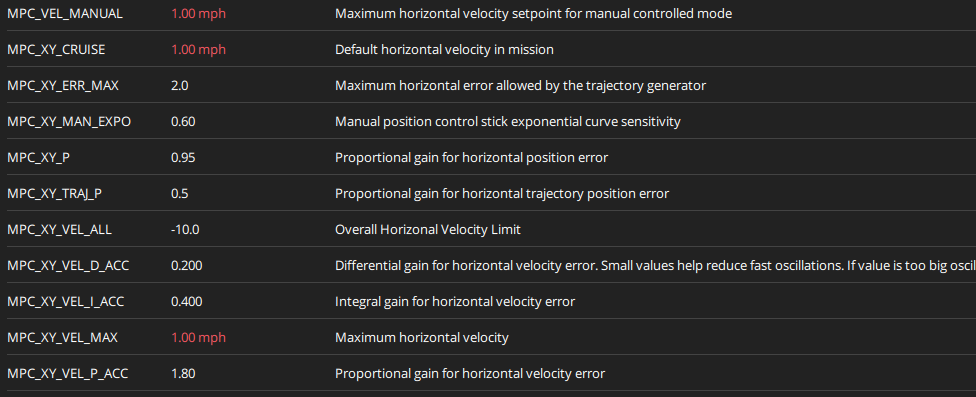 MPC_VEL_MANUAL 1.00 mph Maximum horizontal velocity setpoint for manual controlled mode
MPC_XY_CRUISE 1.00 mph Default horizontal velocity in mission
MPC_XY_ERR_MAX 2.0 Maximum horizontal error allowed by the trajectory generator
MPC_XY_MAN_EXPO 0.60 Manual position control stick exponential curve sensitivity
MPC_XY_P 0.95 Proportional gain for horizontal position error
MPC_XY_TRAJ_P 0.5 Proportional gain for horizontal trajectory position error
MPC_XY_VEL_ALL -10.0 Overall Horizonal Velocity Limit
MPC_XY_VEL_D_ACC 0.200 Differential gain for horizontal velocity error. Small values help reduce fast oscillations. If value is too big oscil
MPC_XY_VEL_I_ACC 0.400 Integral gain for horizontal velocity error
MPC_XY_VEL_MAX 1.00 mph Maximum horizontal velocity
MPC_XY_VEL_P_ACC 1.80 Proportional gain for horizontal velocity error